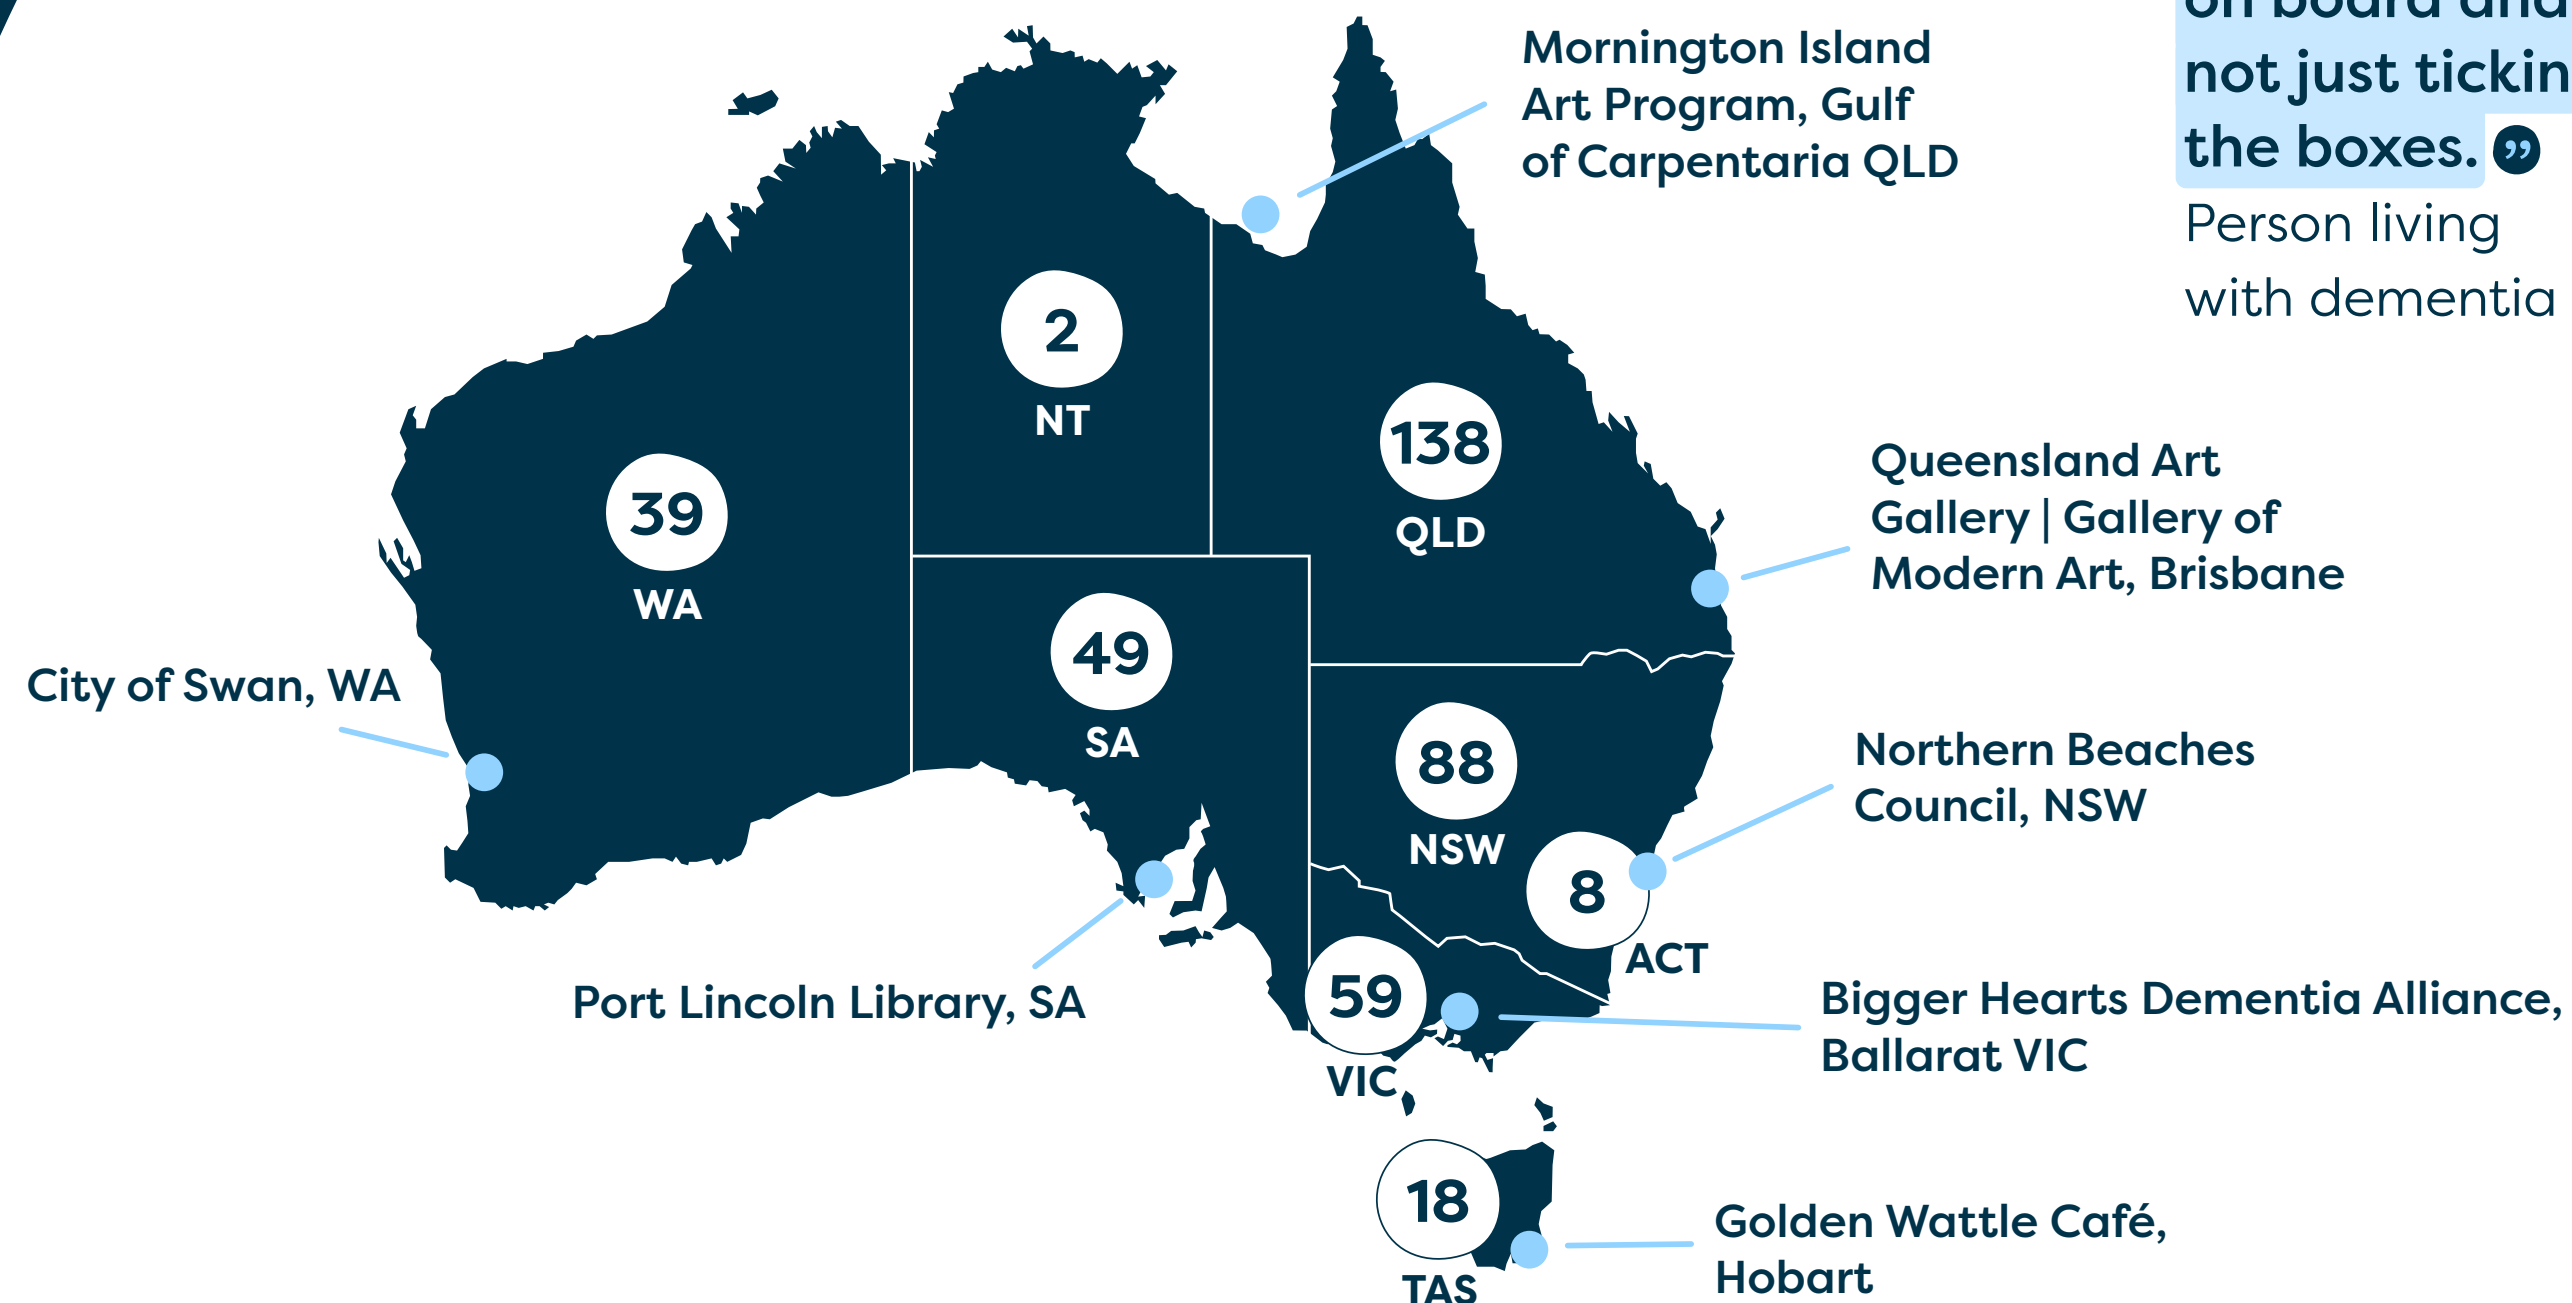 Mornington Island
Art Program, Gulf
of Carpentaria QLD
on board and
not just tickin
the boxes. ”
Person living
with dementia
2
NT
138
QLD
39
WA
Queensland Art
Gallery | Gallery of
Modern Art, Brisbane
49
SA
City of Swan, WA
88
NSW
Northern Beaches
Council, NSW
8
ACT
Port Lincoln Library, SA
59
VIC
Bigger Hearts Dementia Alliance,
Ballarat VIC
18
TAS
Golden Wattle Café,
Hobart